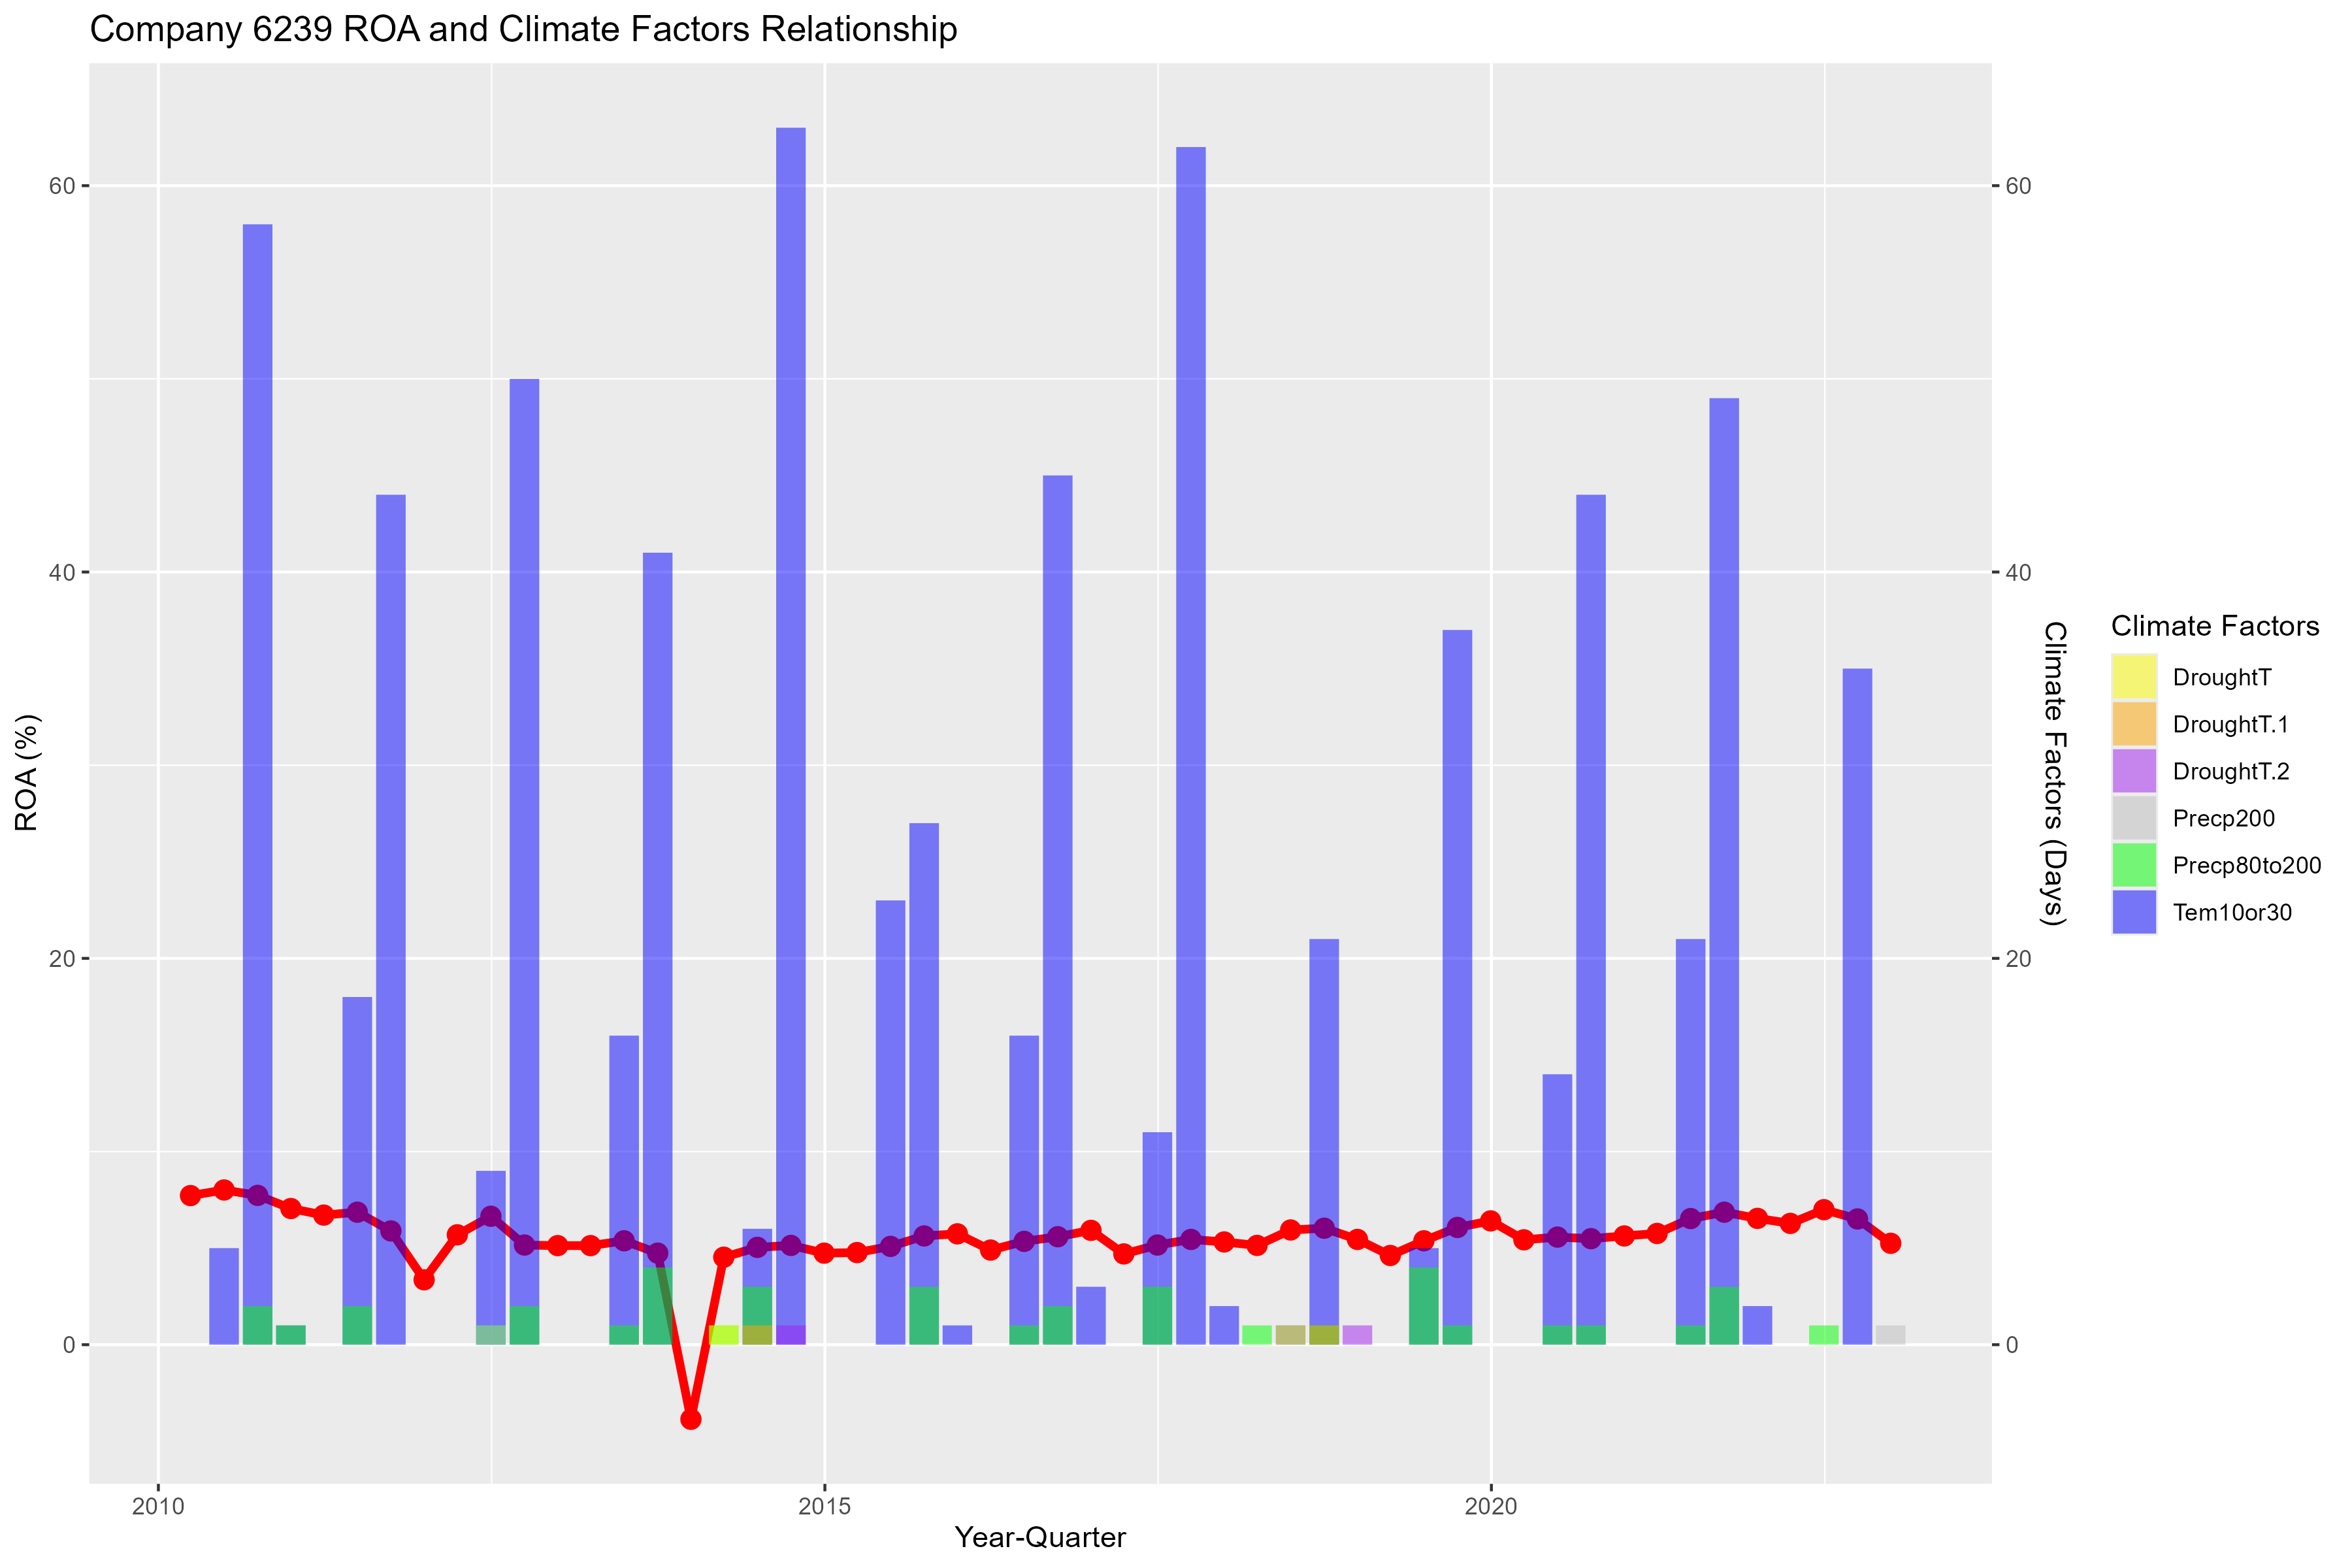 Company 6239 ROA and Climate Factors Relationship
ROA (%)
60
40
20
0
60
40
20
0
Climate Factors (Days)
2010
2015
2020
Year-Quarter
Climate Factors
DroughtT
DroughtT.1
DroughtT.2
Precp200
Precp80to200
Tem10or30